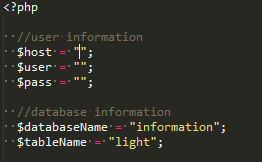 <?php
//user information
$host = "";
$user = "";
$pass = "";
//database information
$databaseName = "information";
$tableName = "light";